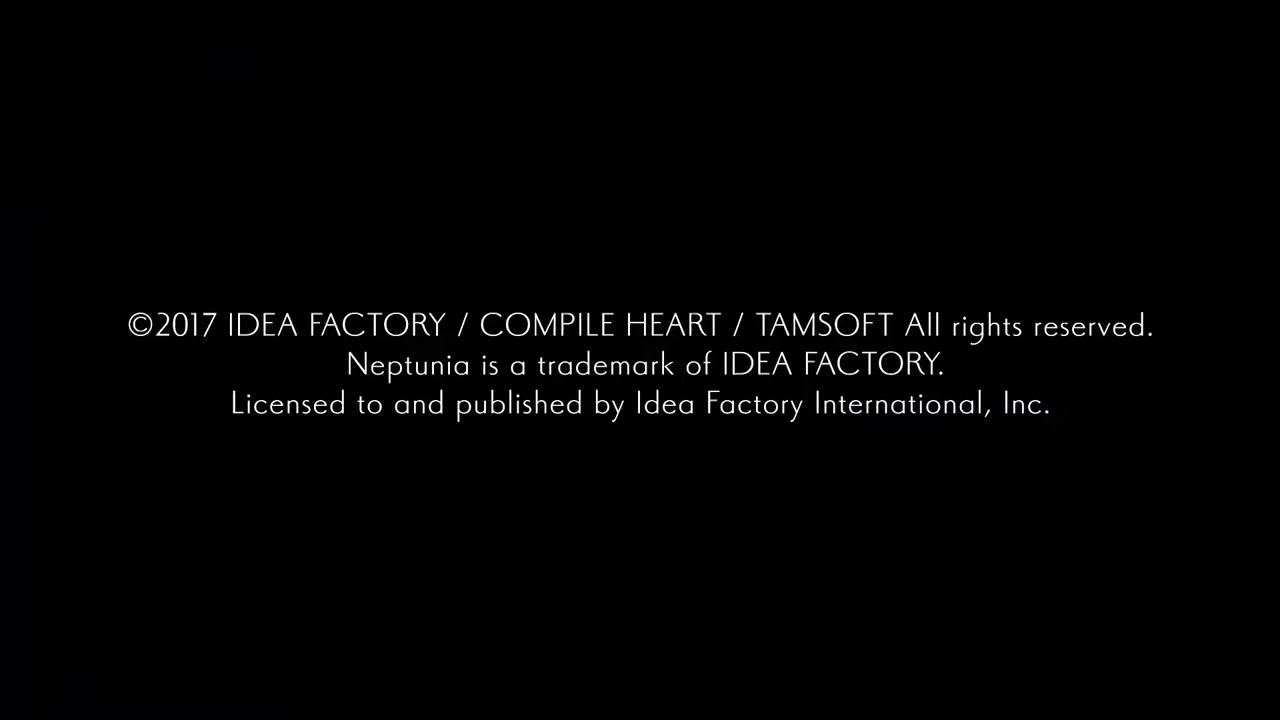 ©2017 IDEA FACTORY / COMPILE HEART / TAMSOFT All rights reserved.
Neptunia is a trademark of IDEA FACTORY.
Licensed to and published by Idea Factory International, Inc.